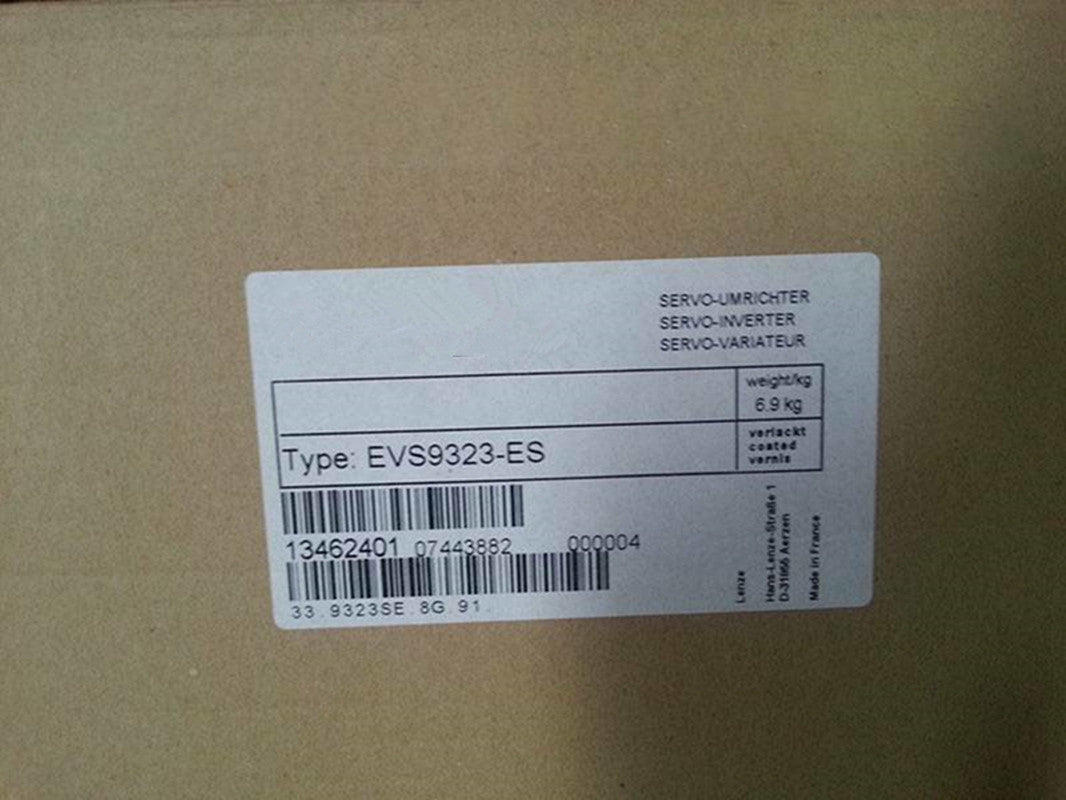 SERVO-UMRICHTER
SERVO-INVERTER
SERVO-VARIATEUR
weight/kg
6.9 kg
Type: EVS9323-ES
verlackt
coated
vernis
13462401 07443882 000004
33.9323SE.8G.91.
Lenze
Hans-Lenze-Straße 1
D-31855 Aerzen
Made in France